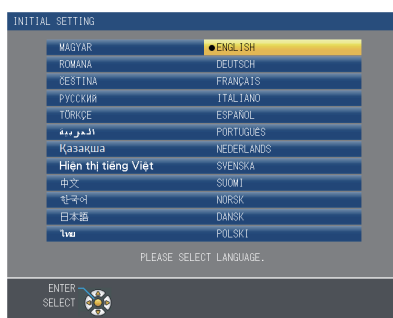 INITIAL SETTING
MAGYAR ●ENGLISH
ROMÂNĂ DEUTSCH
ČEŠTINA FRANÇAIS
РУССКИЙ ITALIANO
TÜRKÇE ESPAÑOL
العربية PORTUGUÊS
Қазақша NEDERLANDS
Hiện thị tiếng Việt SVENSKA
中文 SUOMI
한국어 NORSK
日本語 DANSK
ไทย POLSKI
PLEASE SELECT LANGUAGE.
ENTER
SELECT